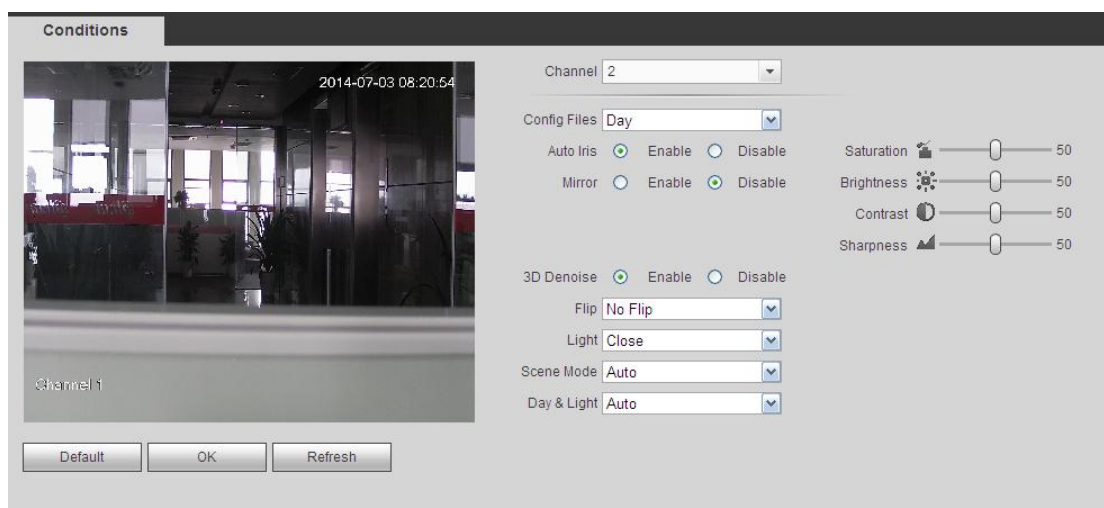 Conditions
2014-07-03 08:20:54
Channel 1
Default
OK
Refresh
Channel 2
Config Files Day
Auto Iris Enable Disable
Mirror Enable Disable
3D Denoise Enable Disable
Flip No Flip
Light Close
Scene Mode Auto
Day & Light Auto
Saturation 50
Brightness 50
Contrast 50
Sharpness 50